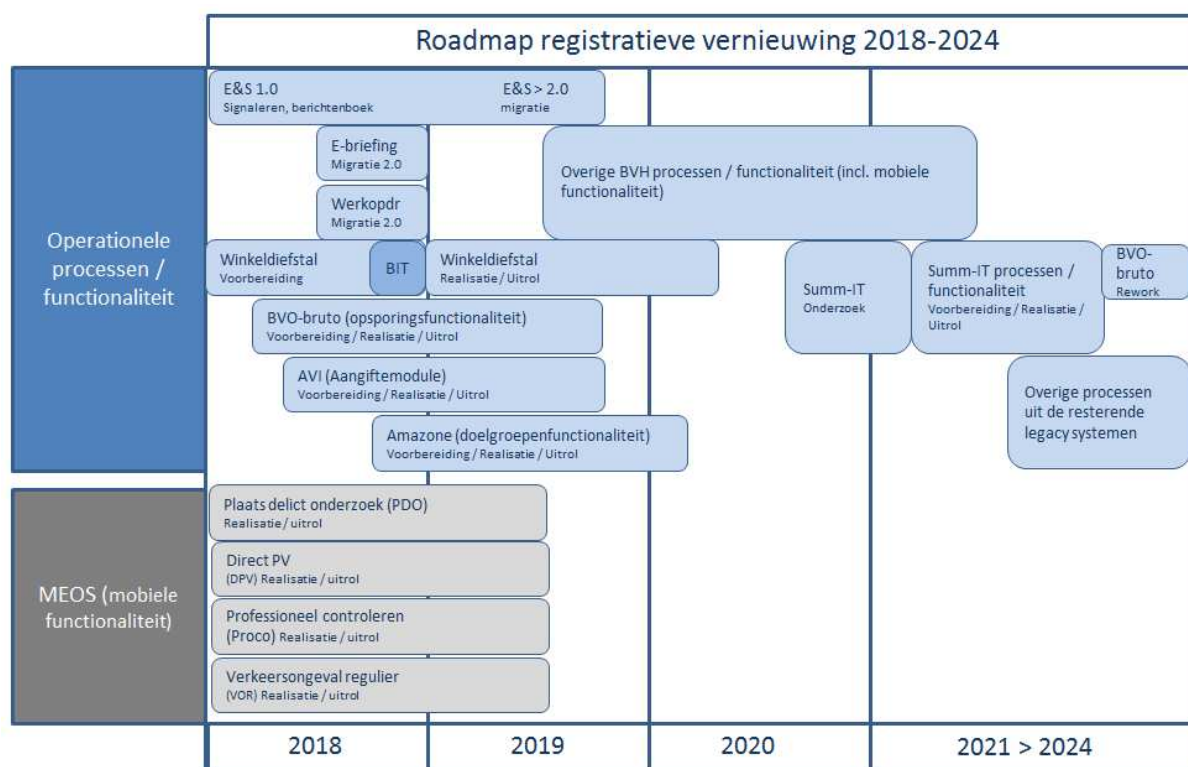 Roadmap registratieve vernieuwing 2018-2024
Operationele
processen /
functionaliteit
E&S 1.0
Signaleren, berichtenboek
E&S > 2.0
migratie
E-briefing
Migratie 2.0
Werkopdr
Migratie 2.0
Overige BVH processen / functionaliteit (incl. mobiele
functionaliteit)
Winkeldiefstal
Voorbereiding
BIT
Winkeldiefstal
Realisatie / Uitrol
Summ-IT
Onderzoek
Summ-IT processen /
functionaliteit
Voorbereiding / Realisatie /
Uitrol
BVO-
bruto
Rework
BVO-bruto (opsporingsfunctionaliteit)
Voorbereiding / Realisatie / Uitrol
AVI (Aangiftemodule)
Voorbereiding / Realisatie / Uitrol
Amazone (doelgroepenfunctionaliteit)
Voorbereiding / Realisatie / Uitrol
Overige processen
uit de resterende
legacy systemen
MEOS (mobiele
functionaliteit)
Plaats delict onderzoek (PDO)
Realisatie / uitrol
Direct PV
(DPV) Realisatie / uitrol
Professioneel controleren
(Proco) Realisatie / uitrol
Verkeersongeval regulier
(VOR) Realisatie / uitrol
2018
2019
2020
2021 > 2024